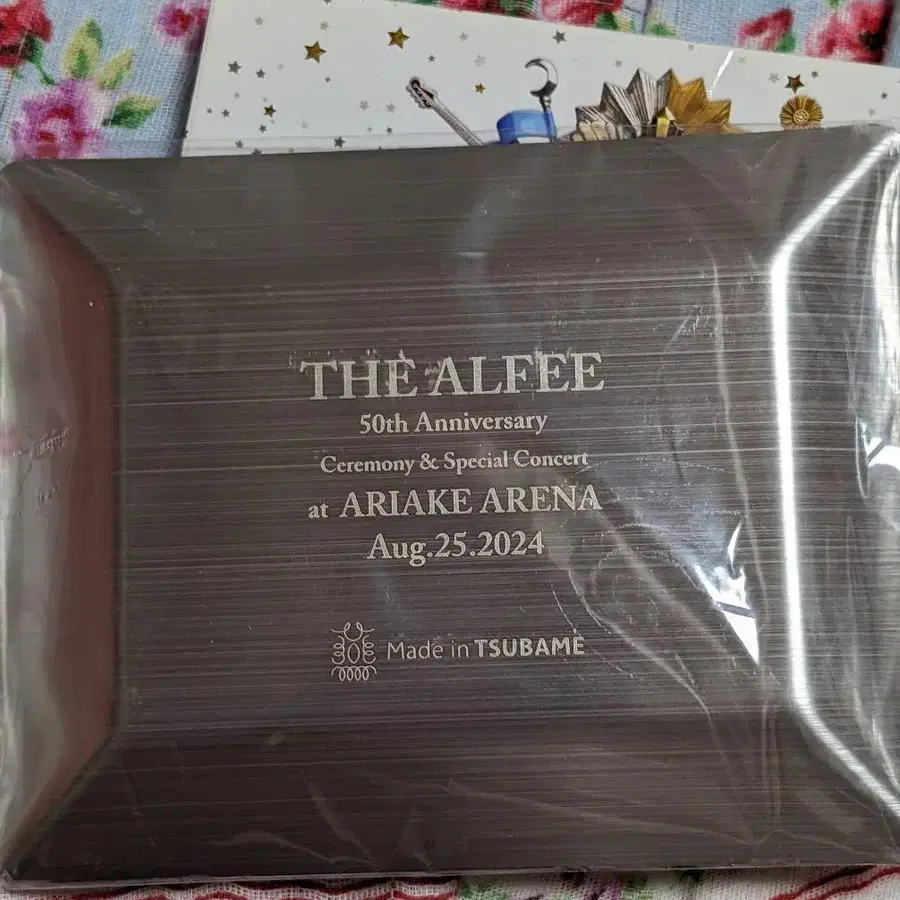 THE ALFEE
50th Anniversary
Ceremony & Special Concert
at ARIAKE ARENA
Aug.25.2024
Made in TSUBAME